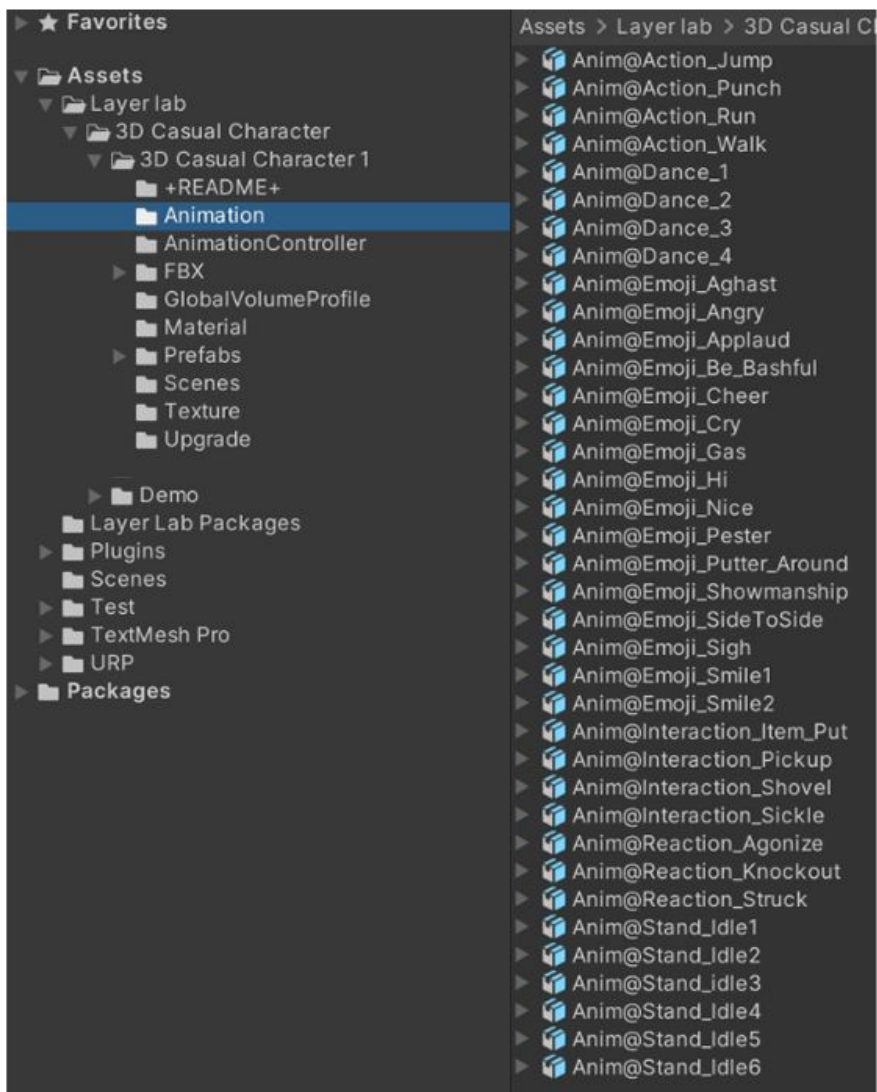 ★ Favorites
Assets
Layer lab
3D Casual Character
3D Casual Character 1
+README+
Animation
AnimationController
FBX
GlobalVolumeProfile
Material
Prefabs
Scenes
Texture
Upgrade
Demo
Layer Lab Packages
Plugins
Scenes
Test
TextMesh Pro
URP
Packages
Assets > Layer lab > 3D Casual
Anim@Action_Jump
Anim@Action_Punch
Anim@Action_Run
Anim@Action_Walk
Anim@Dance_1
Anim@Dance_2
Anim@Dance_3
Anim@Dance_4
Anim@Emoji_Aghast
Anim@Emoji_Angry
Anim@Emoji_Applaud
Anim@Emoji_Be_Bashful
Anim@Emoji_Cheer
Anim@Emoji_Cry
Anim@Emoji_Gas
Anim@Emoji_Hi
Anim@Emoji_Nice
Anim@Emoji_Pester
Anim@Emoji_Putter_Around
Anim@Emoji_Showmanship
Anim@Emoji_SideToSide
Anim@Emoji_Sigh
Anim@Emoji_Smile1
Anim@Emoji_Smile2
Anim@Interaction_Item_Put
Anim@Interaction_Pickup
Anim@Interaction_Shovel
Anim@Interaction_Sickle
Anim@Reaction_Agonize
Anim@Reaction_Knockout
Anim@Reaction_Struck
Anim@Stand_Idle1
Anim@Stand_Idle2
Anim@Stand_idle3
Anim@Stand_Idle4
Anim@Stand_Idle5
Anim@Stand_Idle6